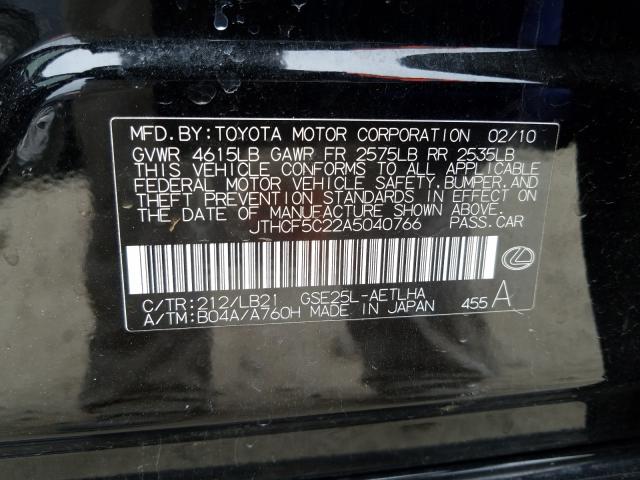 MFD.BY:TOYOTA MOTOR CORPORATION 02/10
GVWR 4615LB GAWR FR 2575LB RR 2535LB
THIS VEHICLE CONFORMS TO ALL APPLICABLE
FEDERAL MOTOR VEHICLE SAFETY,BUMPER,AND
THEFT PREVENTION STANDARDS IN EFFECT ON
THE DATE OF MANUFACTURE SHOWN ABOVE.
JTHCF5C22A5040766 PASS.CAR
C/TR:212/LB21 GSE25L-AETLHA
A/TM:B04A/A760H MADE IN JAPAN 455 A